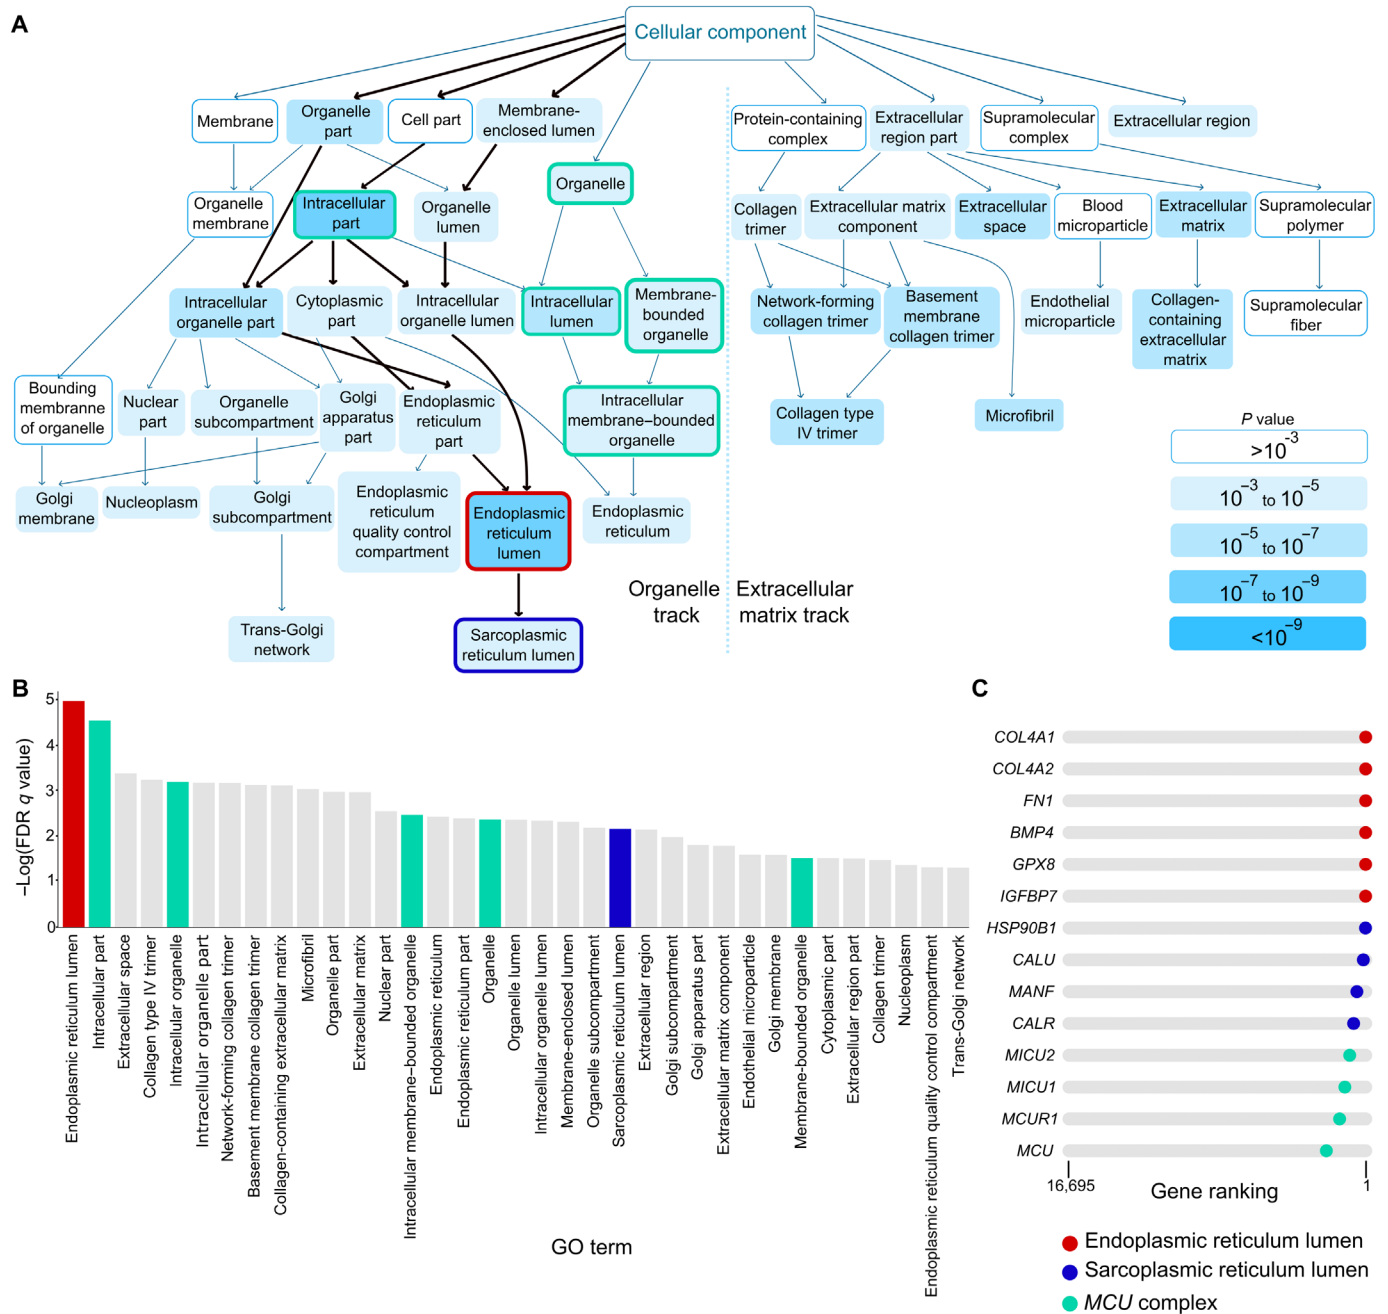 A
Cellular component
Membrane
Organelle
part
Cell part
Membrane-
enclosed lumen
Protein-containing
complex
Extracellular
region part
Supramolecular
complex
Extracellular region
Organelle
Organelle
membrane
Intracellular
part
Organelle
lumen
Collagen
trimer
Extracellular matrix
component
Extracellular
space
Blood
microparticle
Extracellular
matrix
Supramolecular
polymer
Intracellular
organelle part
Cytoplasmic
part
Intracellular
organelle lumen
Intracellular
lumen
Membrane-
bounded
organelle
Network-forming
collagen trimer
Basement
membrane
collagen trimer
Endothelial
microparticle
Collagen-
containing
extracellular
matrix
Supramolecular
fiber
Bounding
membranne
of organelle
Nuclear
part
Organelle
subcompartment
Golgi
apparatus
part
Endoplasmic
reticulum
part
Intracellular
membrane–bounded
organelle
Collagen type
IV trimer
Microfibril
Golgi
membrane
Nucleoplasm
Golgi
subcompartment
Endoplasmic
reticulum
quality control
compartment
Endoplasmic
reticulum
lumen
Endoplasmic
reticulum
Trans-Golgi
network
Sarcoplasmic
reticulum lumen
Organelle
track
Extracellular
matrix track
P value
>10−3
10−3 to 10−5
10−5 to 10−7
10−7 to 10−9
<10−9
B
–Log(FDR q value)
5
4
3
2
1
0
Endoplasmic reticulum lumen
Intracellular part
Extracellular space
Collagen type IV trimer
Intracellular organelle
Intracellular organelle part
Network-forming collagen trimer
Basement membrane collagen trimer
Collagen-containing extracellular matrix
Microfibril
Organelle part
Extracellular matrix
Nuclear part
Intracellular membrane–bounded organelle
Endoplasmic reticulum
Endoplasmic reticulum part
Organelle
Organelle lumen
Intracellular organelle lumen
Membrane-enclosed lumen
Organelle subcompartment
Sarcoplasmic reticulum lumen
Extracellular region
Golgi subcompartment
Golgi apparatus part
Extracellular matrix component
Endothelial microparticle
Golgi membrane
Membrane-bounded organelle
Cytoplasmic part
Extracellular region part
Collagen trimer
Nucleoplasm
Endoplasmic reticulum quality control compartment
Trans-Golgi network
GO term
C
COL4A1
COL4A2
FN1
BMP4
GPX8
IGFBP7
HSP90B1
CALU
MANF
CALR
MICU2
MICU1
MCUR1
MCU
16,695
Gene ranking
1
Endoplasmic reticulum lumen
Sarcoplasmic reticulum lumen
MCU complex